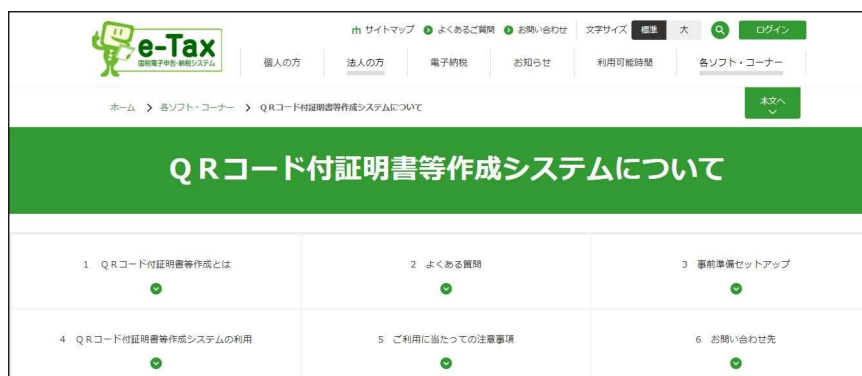 サイトマップ よくあるご質問 お問い合わせ 文字サイズ 標準 大 ログイン
e-Tax
国税電子申告・納税システム
個人の方 法人の方 電子納税 お知らせ 利用可能時間 各ソフト・コーナー
ホーム 各ソフト・コーナー QRコード付証明書等作成システムについて
本文へ
QRコード付証明書等作成システムについて
1 QRコード付証明書等作成とは 2 よくある質問 3 事前準備セットアップ
4 QRコード付証明書等作成システムの利用 5 ご利用に当たっての注意事項 6 お問い合わせ先